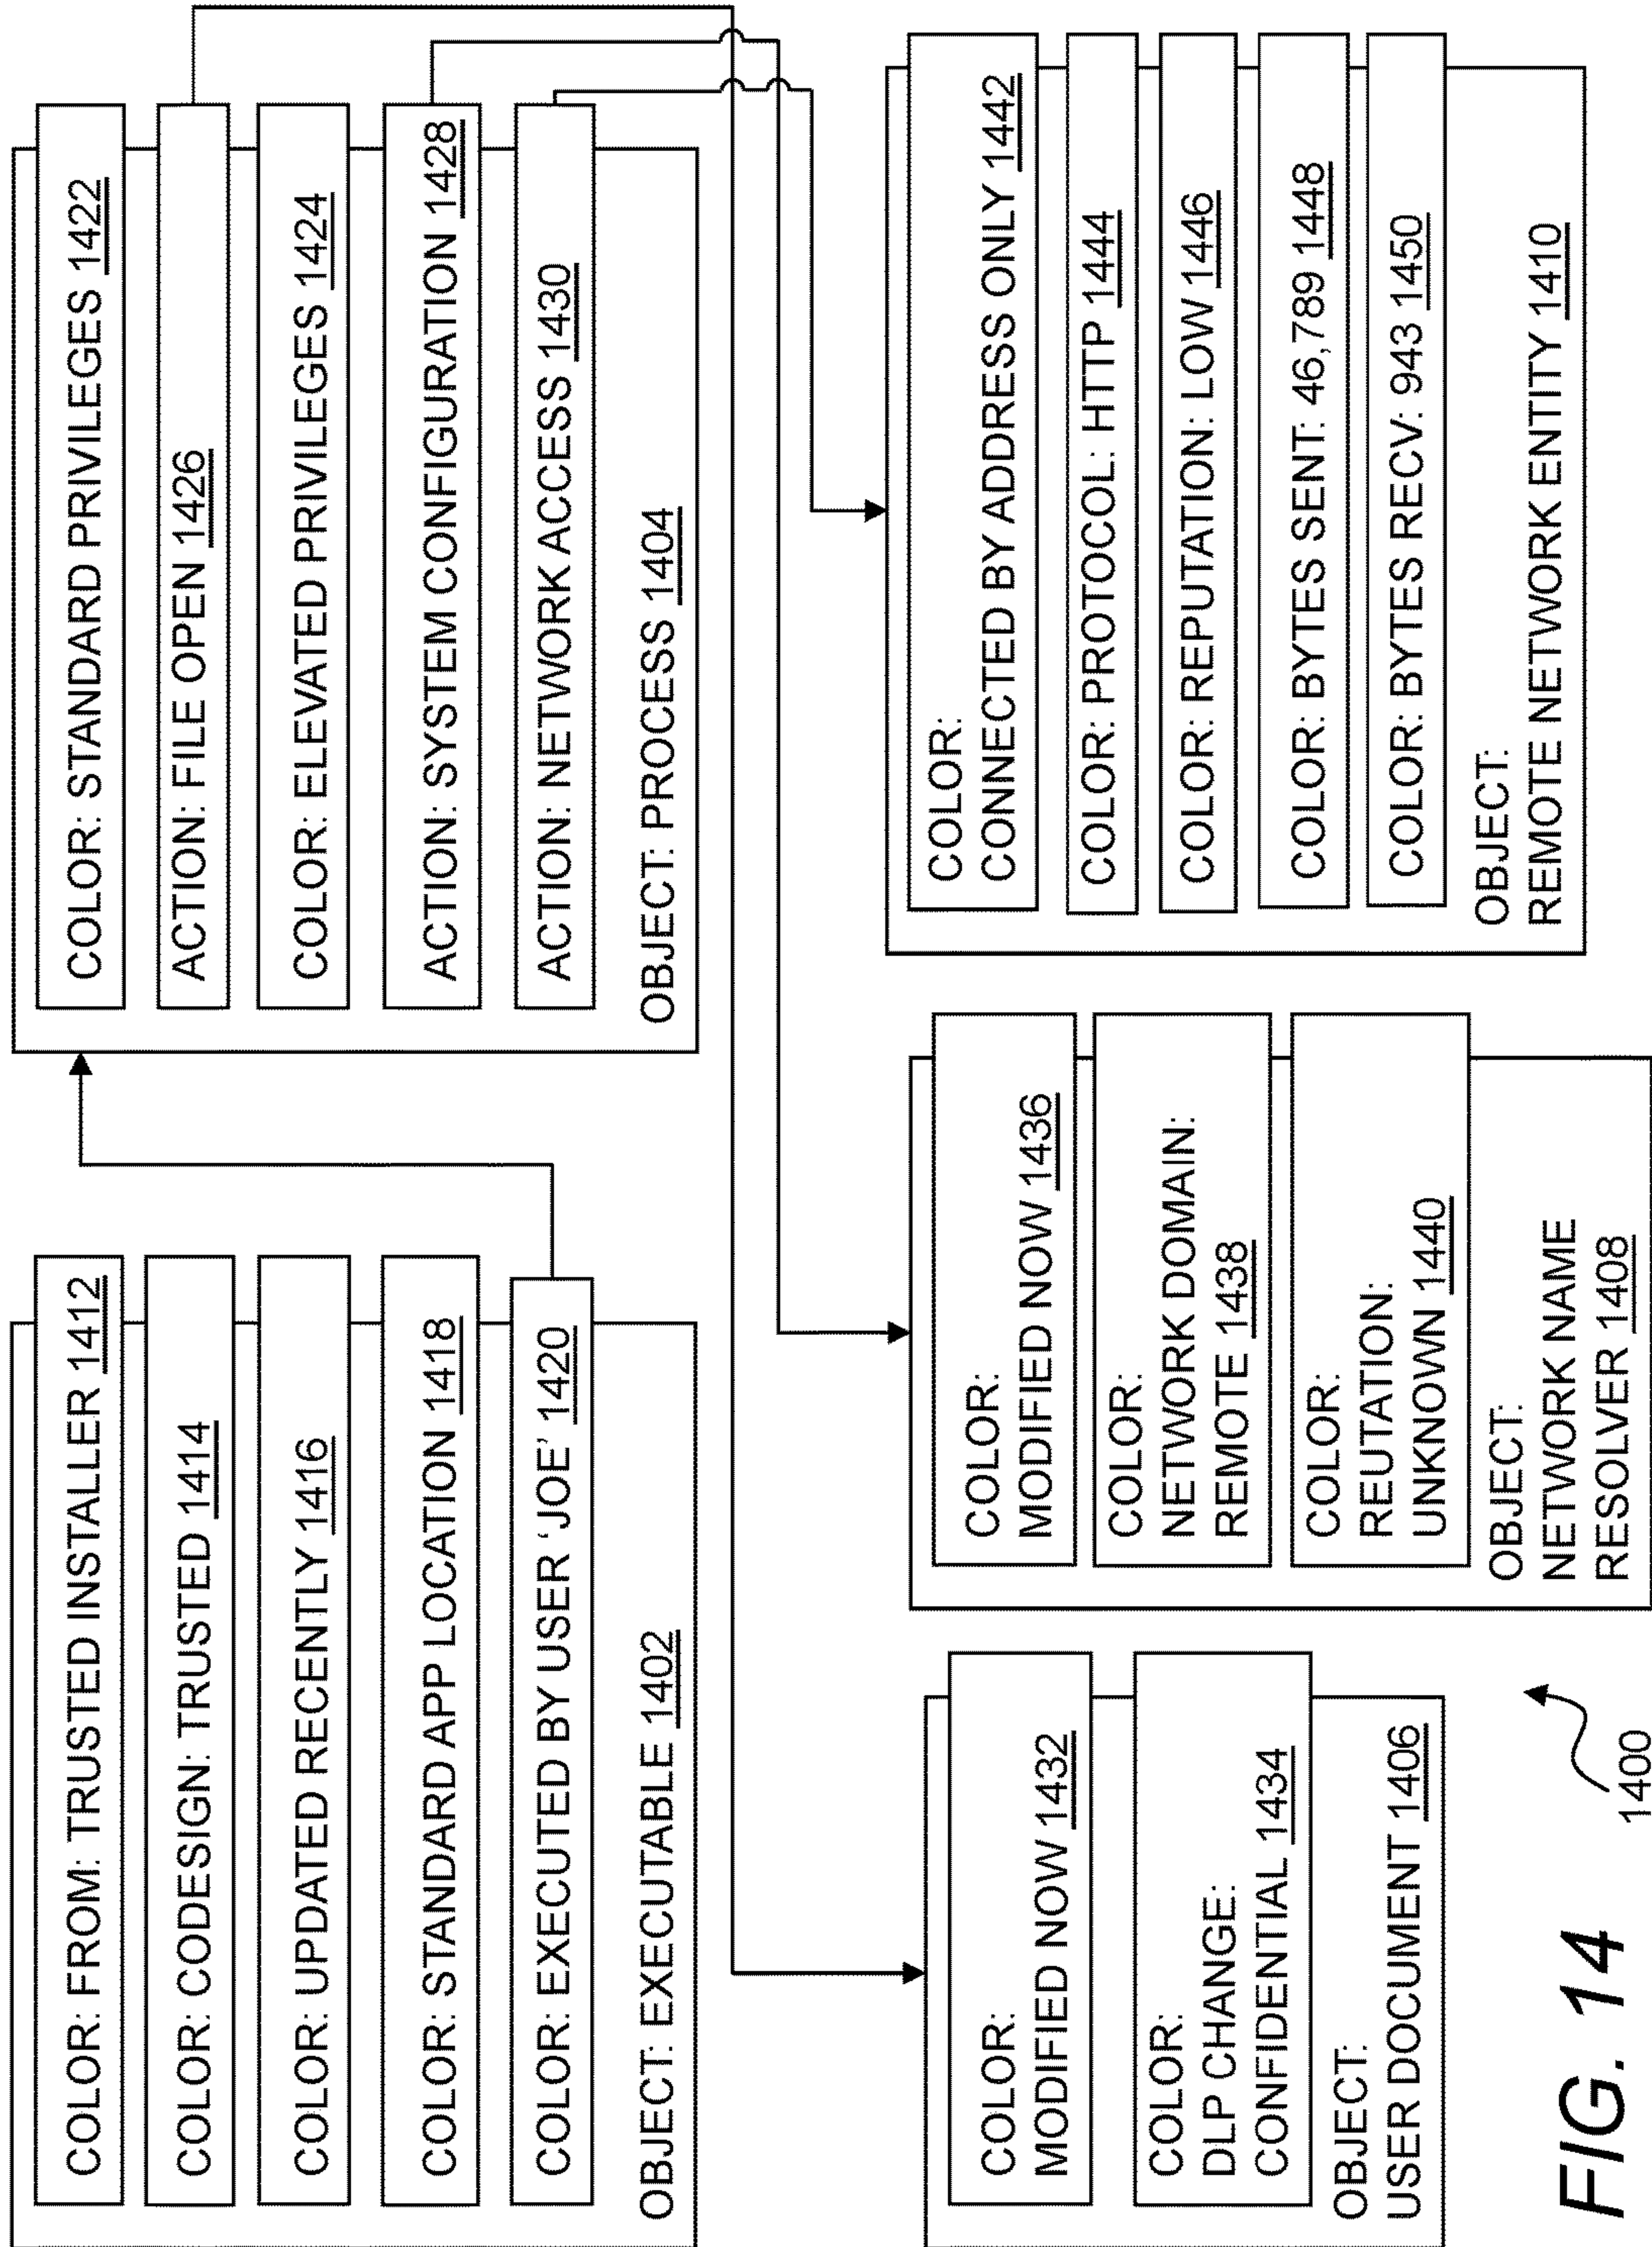 COLOR: FROM: TRUSTED INSTALLER 1412
COLOR: CODESIGN: TRUSTED 1414
COLOR: UPDATED RECENTLY 1416
COLOR: STANDARD APP LOCATION 1418
COLOR: EXECUTED BY USER ‘JOE’ 1420
OBJECT: EXECUTABLE 1402
COLOR: STANDARD PRIVILEGES 1422
ACTION: FILE OPEN 1426
COLOR: ELEVATED PRIVILEGES 1424
ACTION: SYSTEM CONFIGURATION 1428
ACTION: NETWORK ACCESS 1430
OBJECT: PROCESS 1404
COLOR:
MODIFIED NOW 1432
COLOR:
DLP CHANGE:
CONFIDENTIAL 1434
OBJECT:
USER DOCUMENT 1406
COLOR:
MODIFIED NOW 1436
COLOR:
NETWORK DOMAIN:
REMOTE 1438
COLOR:
REUTATION:
UNKNOWN 1440
OBJECT:
NETWORK NAME
RESOLVER 1408
COLOR:
CONNECTED BY ADDRESS ONLY 1442
COLOR: PROTOCOL: HTTP 1444
COLOR: REPUTATION: LOW 1446
COLOR: BYTES SENT: 46,789 1448
COLOR: BYTES RECV: 943 1450
OBJECT:
REMOTE NETWORK ENTITY 1410
1400
FIG. 14